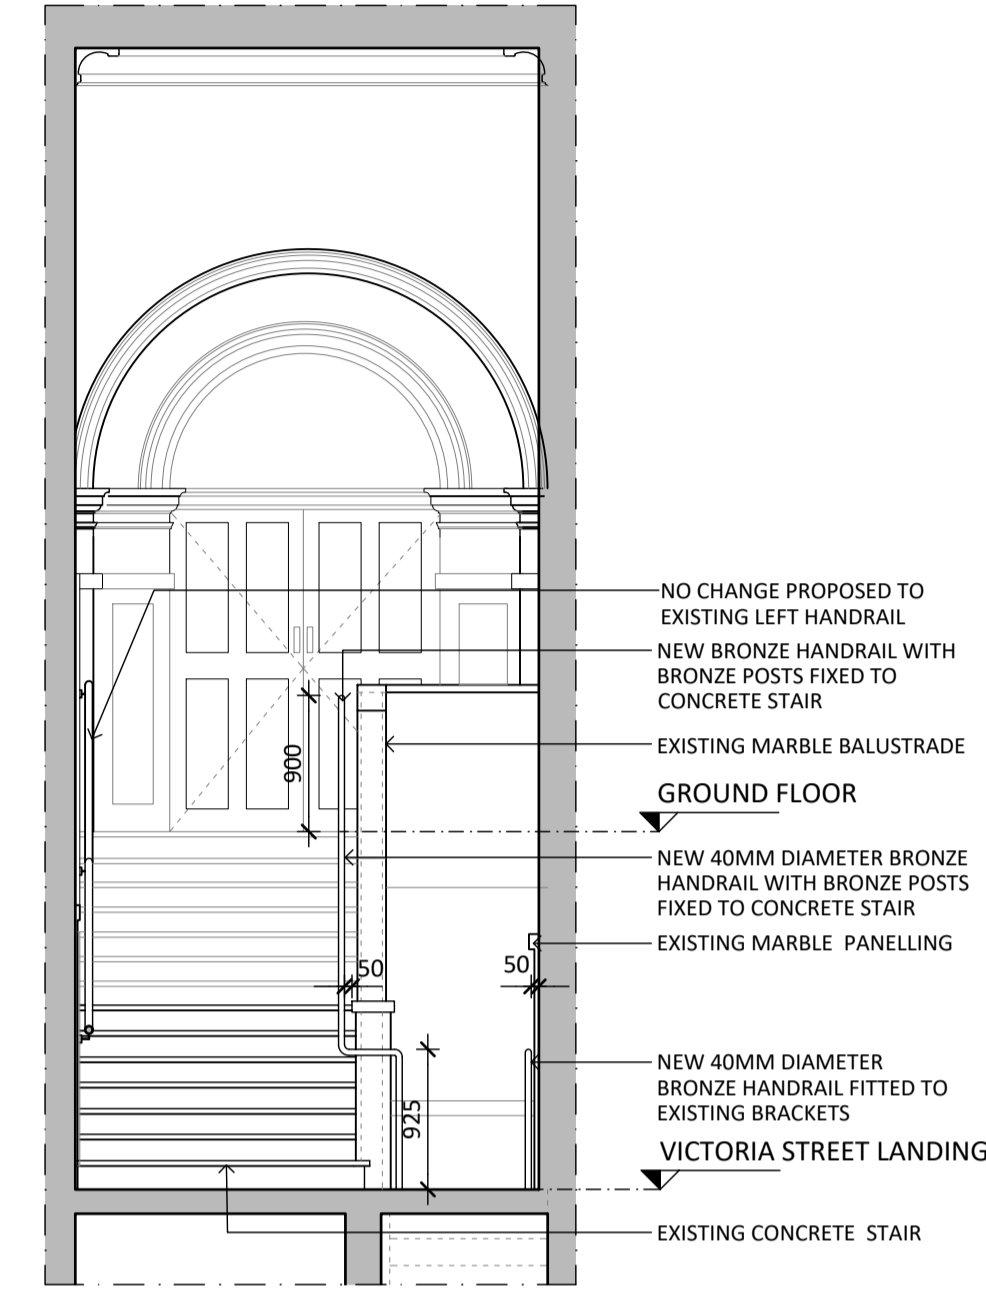 NO CHANGE PROPOSED TO
EXISTING LEFT HANDRAIL
NEW BRONZE HANDRAIL WITH
BRONZE POSTS FIXED TO
CONCRETE STAIR
EXISTING MARBLE BALUSTRADE
900
GROUND FLOOR
NEW 40MM DIAMETER BRONZE
HANDRAIL WITH BRONZE POSTS
FIXED TO CONCRETE STAIR
EXISTING MARBLE PANELLING
50
50
NEW 40MM DIAMETER
BRONZE HANDRAIL FITTED TO
EXISTING BRACKETS
925
VICTORIA STREET LANDING
EXISTING CONCRETE STAIR